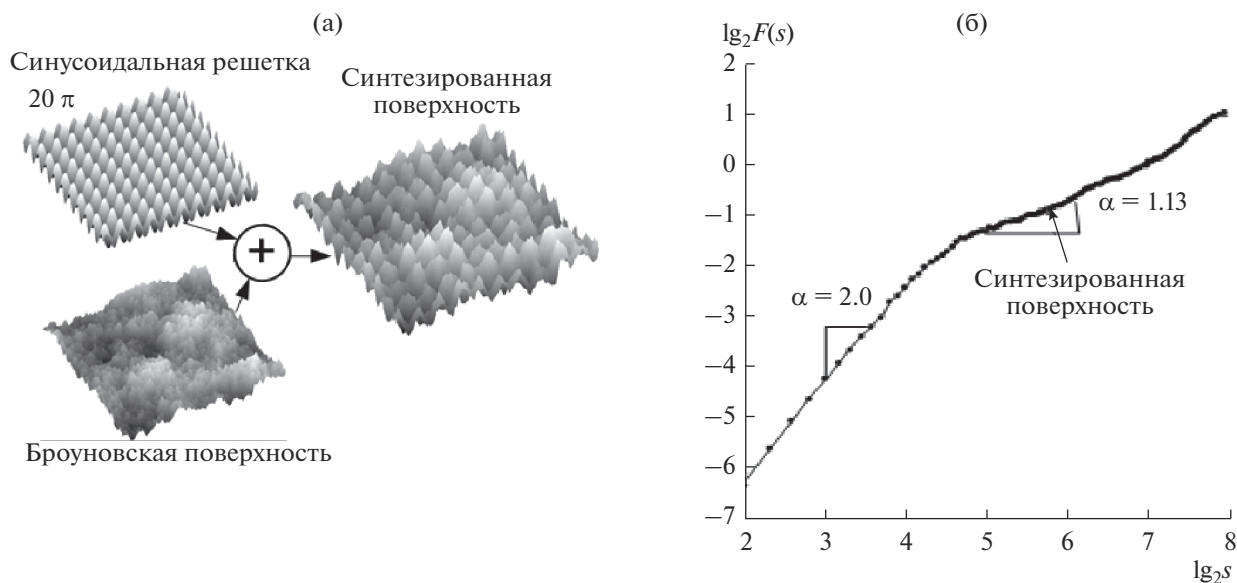 (а)
Синусоидальная решетка
20 π
Синтезированная
поверхность
+
Броуновская поверхность
(б)
lg₂F(s)
2
1
0
−1
−2
−3
−4
−5
−6
−7
α = 1.13
Синтезированная
поверхность
α = 2.0
2 3 4 5 6 7 8
lg₂s